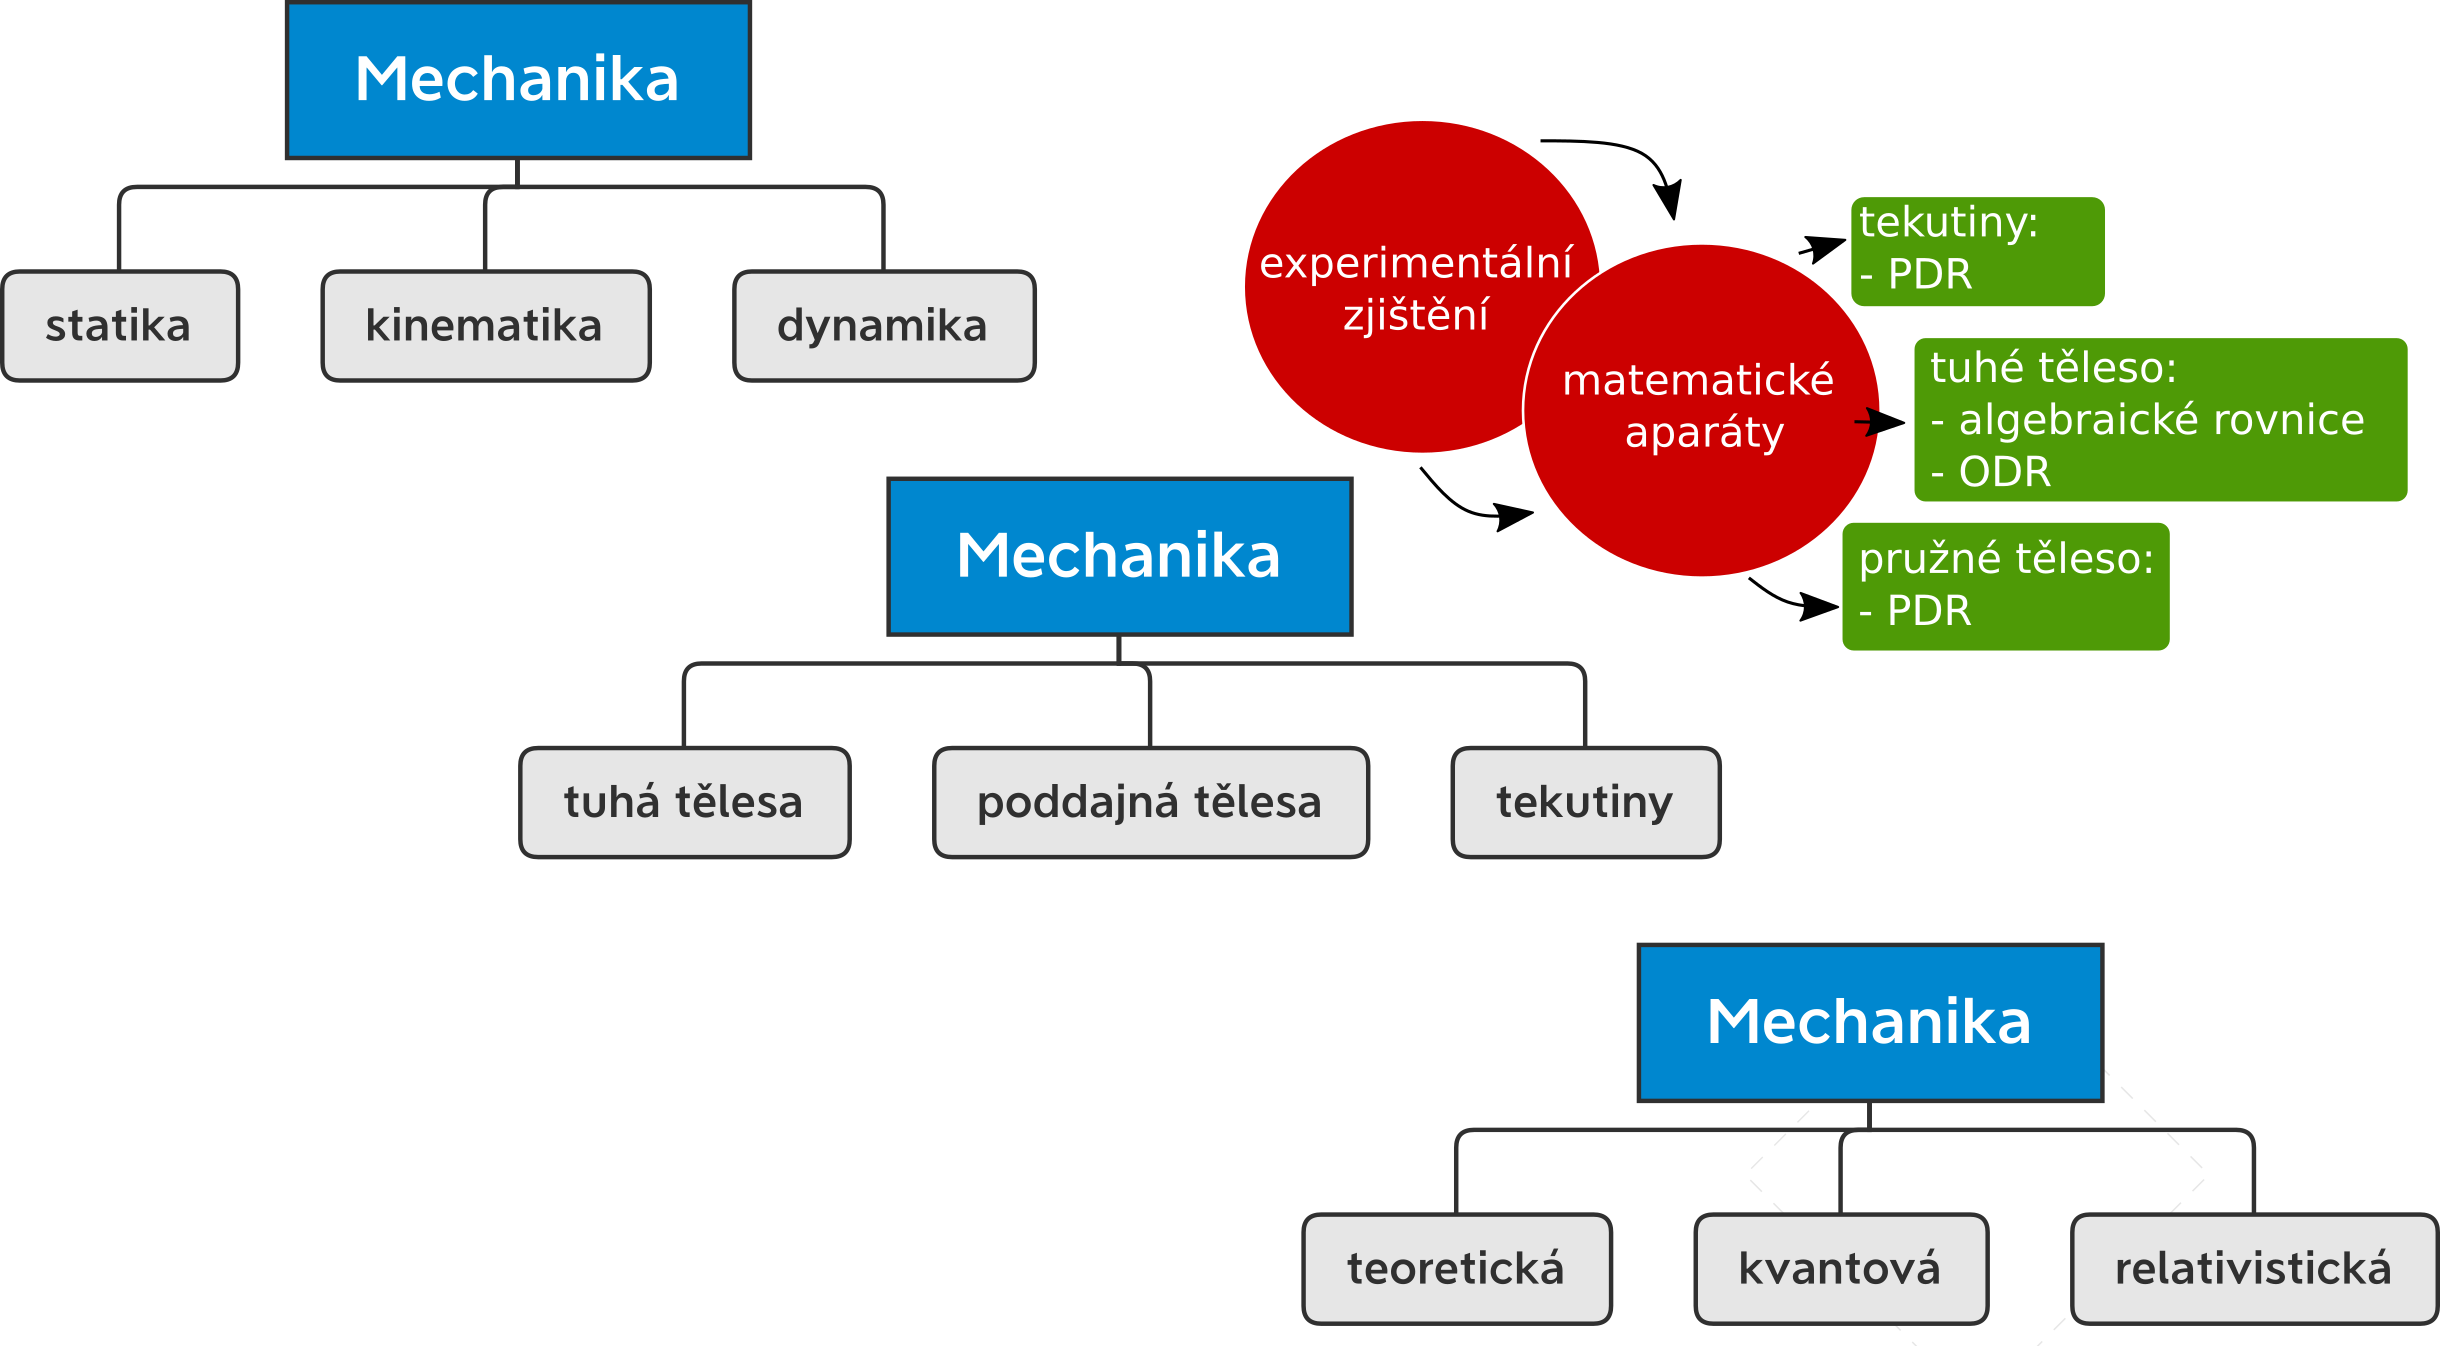 Mechanika
statika
kinematika
dynamika
experimentální
zjištění
matematické
aparáty
tekutiny:
- PDR
tuhé těleso:
- algebraické rovnice
- ODR
pružné těleso:
- PDR
Mechanika
tuhá tělesa
poddajná tělesa
tekutiny
Mechanika
teoretická
kvantová
relativistická